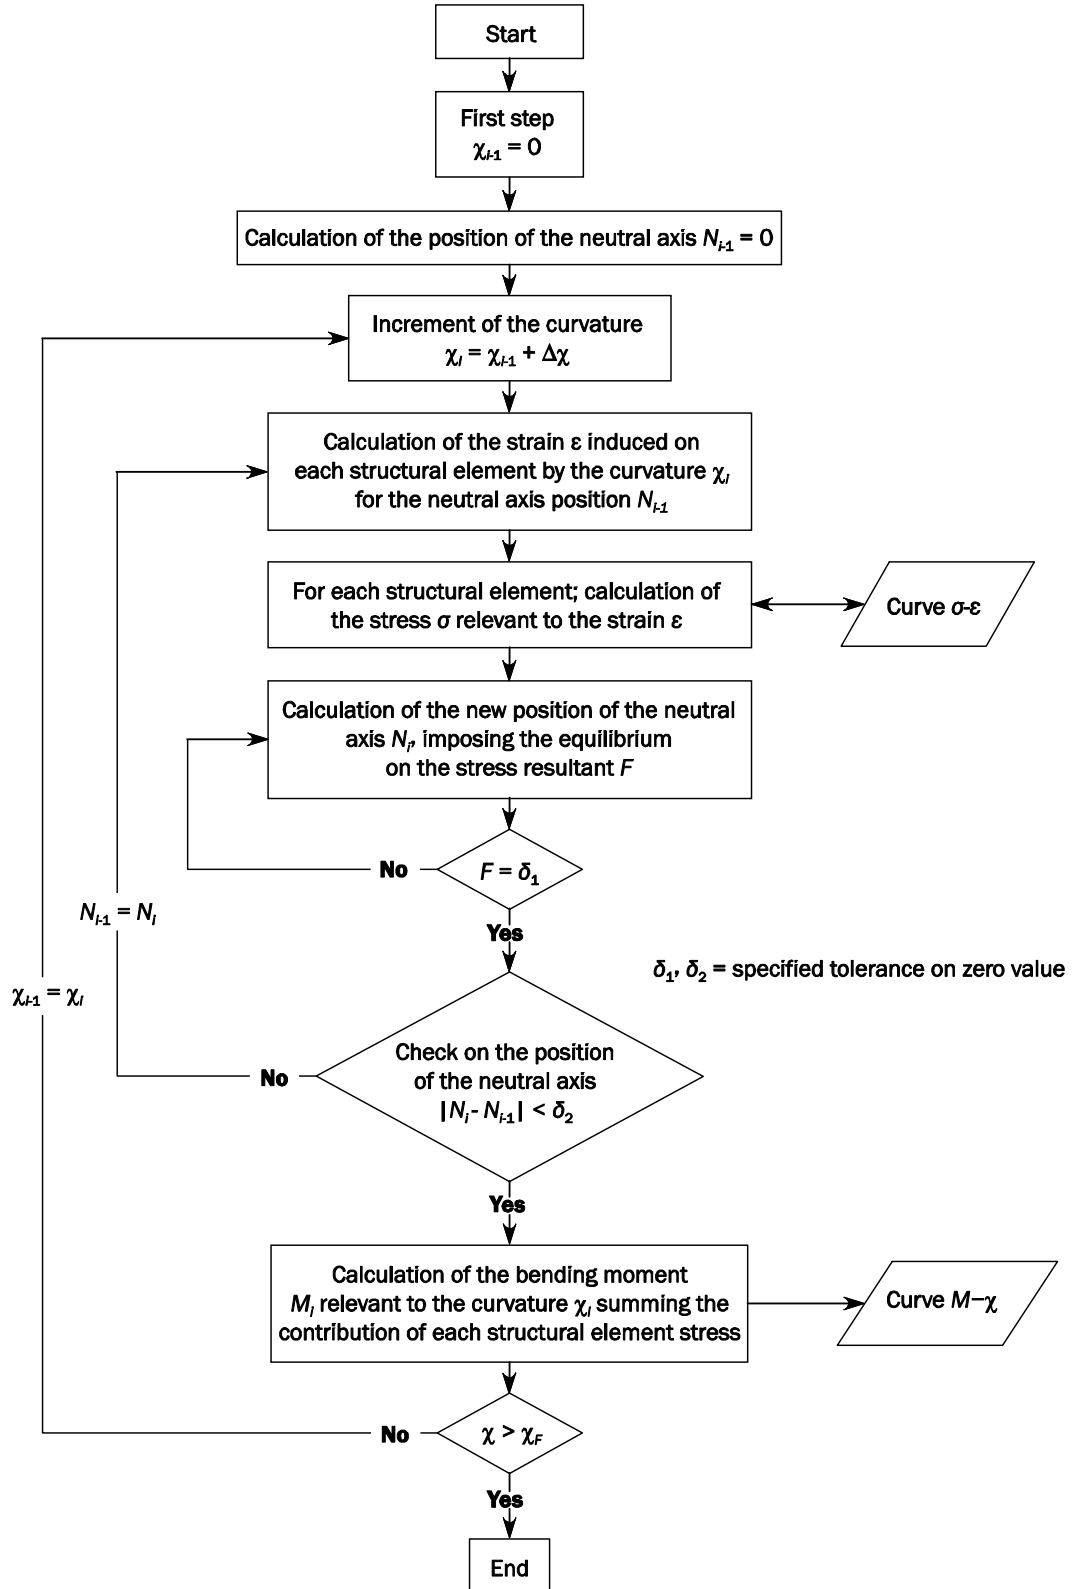 Start
First step
χi-1 = 0
Calculation of the position of the neutral axis Ni-1 = 0
Increment of the curvature
χi = χi-1 + Δχ
Calculation of the strain ε induced on
each structural element by the curvature χi
for the neutral axis position Ni-1
For each structural element; calculation of
the stress σ relevant to the strain ε
Curve σ-ε
Calculation of the new position of the neutral
axis Ni, imposing the equilibrium
on the stress resultant F
No
F = δ1
Ni-1 = Ni
Yes
δ1, δ2 = specified tolerance on zero value
χi-1 = χi
Check on the position
of the neutral axis
|Ni - Ni-1| < δ2
No
Yes
Calculation of the bending moment
Mi relevant to the curvature χi summing the
contribution of each structural element stress
Curve M−χ
No
χ > χF
Yes
End